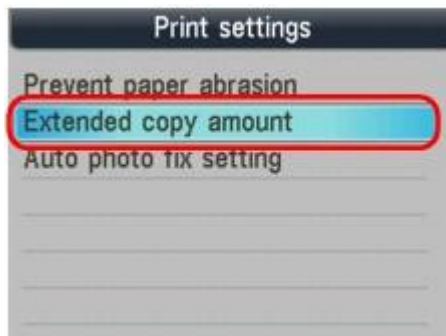 Print settings
Prevent paper abrasion
Extended copy amount
Auto photo fix setting